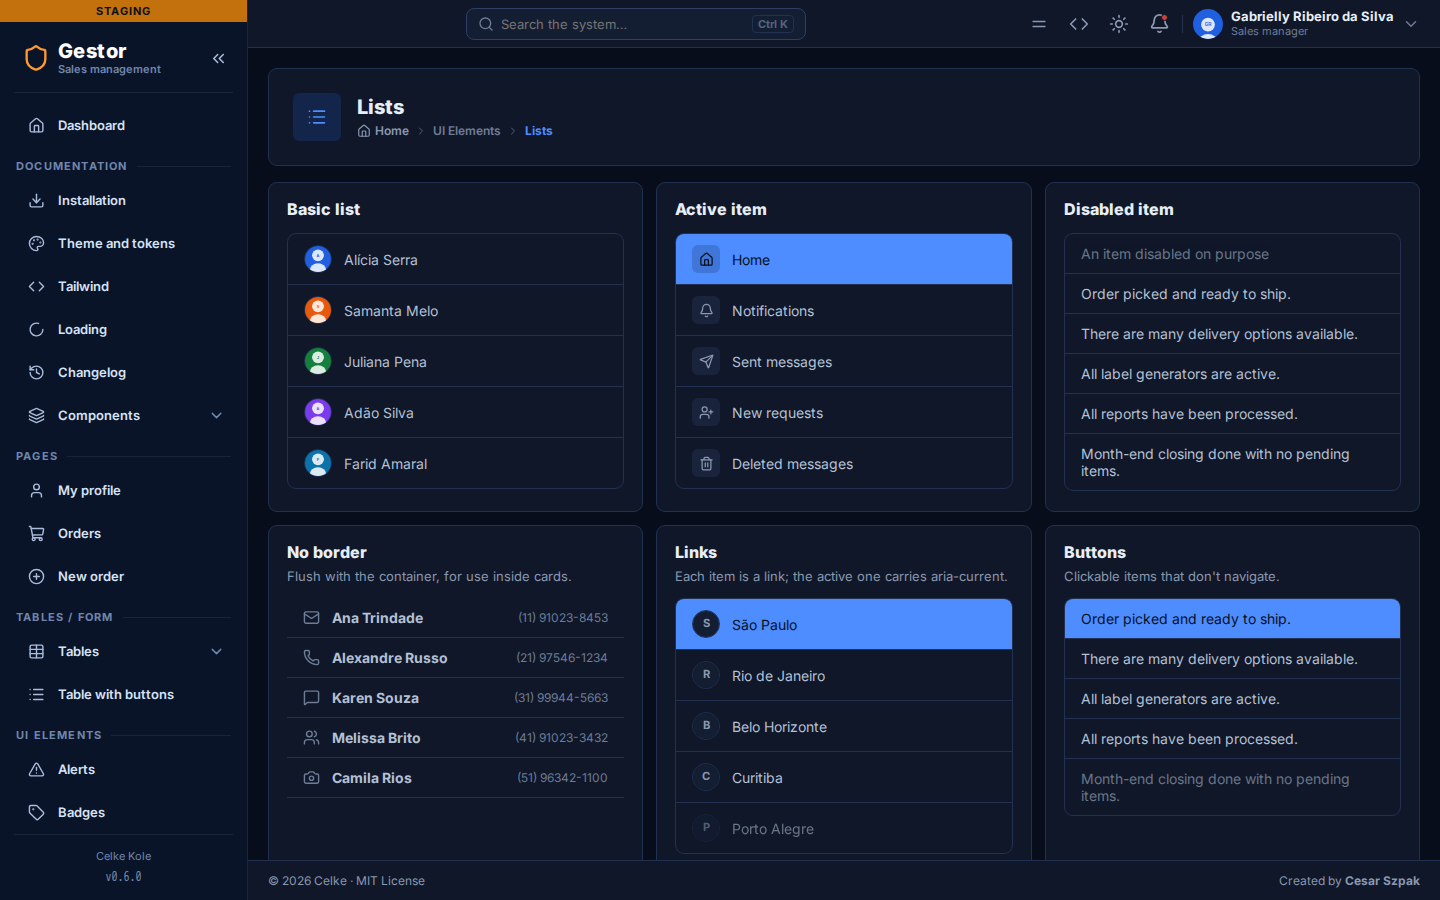 STAGING
Gestor
Sales management
Dashboard
DOCUMENTATION
Installation
Theme and tokens
Tailwind
Loading
Changelog
Components
PAGES
My profile
Orders
New order
TABLES / FORM
Tables
Table with buttons
UI ELEMENTS
Alerts
Badges
Celke Kole
v0.6.0
Search the system...
Ctrl K
GR
Gabrielly Ribeiro da Silva
Sales manager
Lists
Home
UI Elements
Lists
Basic list
Alícia Serra
Samanta Melo
Juliana Pena
Adão Silva
Farid Amaral
Active item
Home
Notifications
Sent messages
New requests
Deleted messages
Disabled item
An item disabled on purpose
Order picked and ready to ship.
There are many delivery options available.
All label generators are active.
All reports have been processed.
Month-end closing done with no pending
items.
No border
Flush with the container, for use inside cards.
Ana Trindade (11) 91023-8453
Alexandre Russo (21) 97546-1234
Karen Souza (31) 99944-5663
Melissa Brito (41) 91023-3432
Camila Rios (51) 96342-1100
Links
Each item is a link; the active one carries aria-current.
S São Paulo
R Rio de Janeiro
B Belo Horizonte
C Curitiba
P Porto Alegre
Buttons
Clickable items that don't navigate.
Order picked and ready to ship.
There are many delivery options available.
All label generators are active.
All reports have been processed.
Month-end closing done with no pending
items.
© 2026 Celke · MIT License
Created by Cesar Szpak